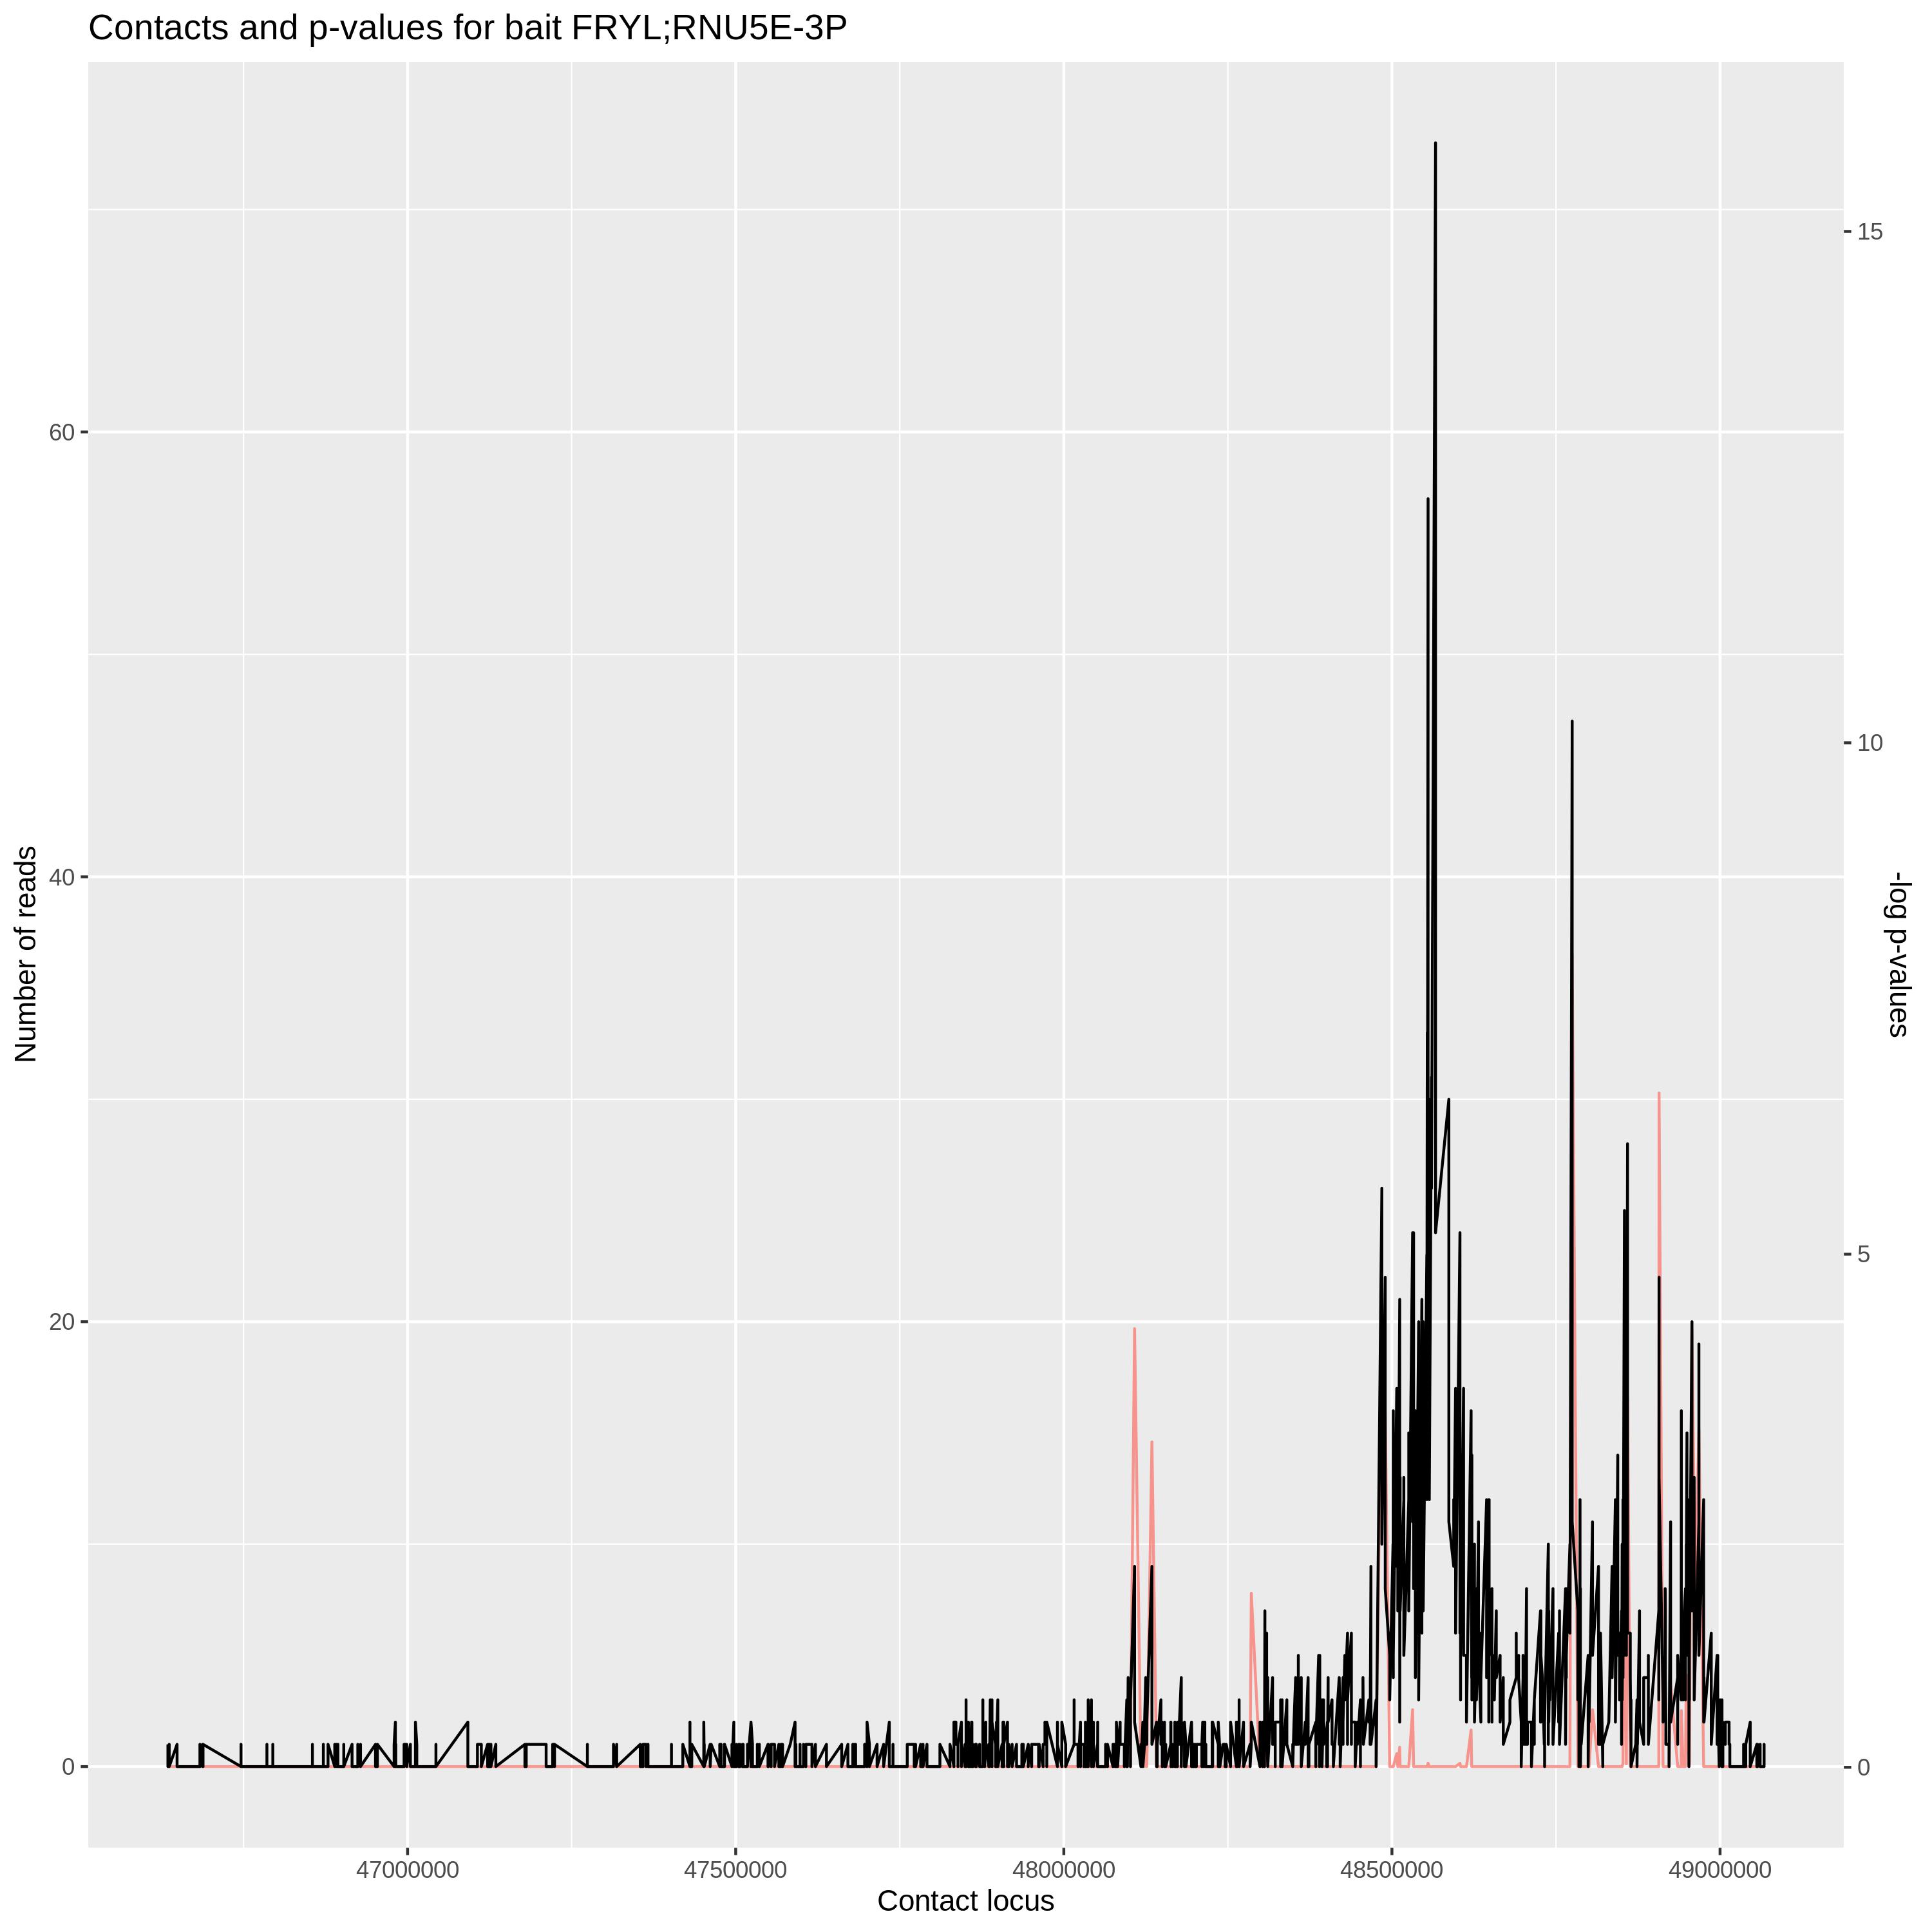 Contacts and p-values for bait FRYL;RNU5E-3P
Number of reads
60
40
20
0
15
10
5
0
-log p-values
47000000 47500000 48000000 48500000 49000000
Contact locus